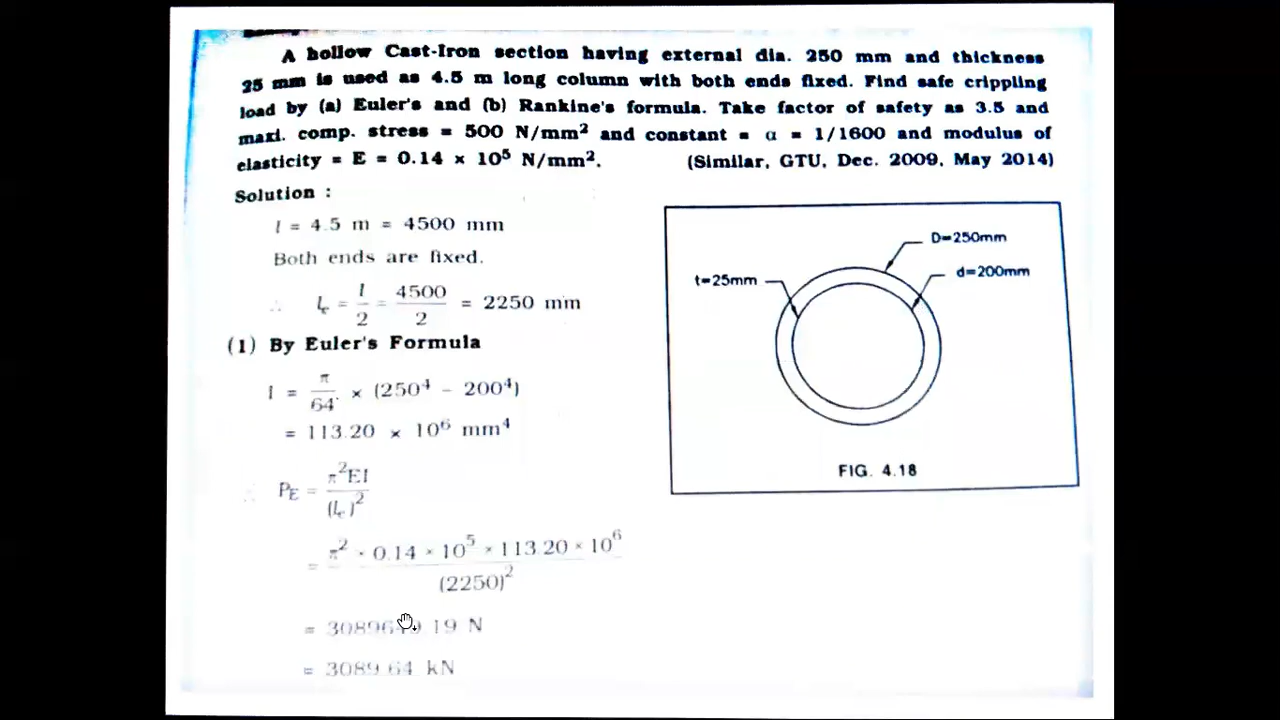 A hollow Cast-Iron section having external dia. 250 mm and thickness
25 mm is used as 4.5 m long column with both ends fixed. Find safe crippling
load by (a) Euler's and (b) Rankine's formula. Take factor of safety as 3.5 and
maxi. comp. stress = 500 N/mm² and constant = α = 1/1600 and modulus of
elasticity = E = 0.14 × 10⁵ N/mm². (Similar, GTU, Dec. 2009, May 2014)
Solution :
l = 4.5 m = 4500 mm
Both ends are fixed.
∴ lₑ = l/2 = 4500/2 = 2250 mm
(1) By Euler's Formula
I = π/64 × (250⁴ − 200⁴)
= 113.20 × 10⁶ mm⁴
∴ P_E = π²EI/(lₑ)²
= π² × 0.14 × 10⁵ × 113.20 × 10⁶/(2250)²
= 19 N
= 3089.64 kN
D=250mm
d=200mm
t=25mm
FIG. 4.18